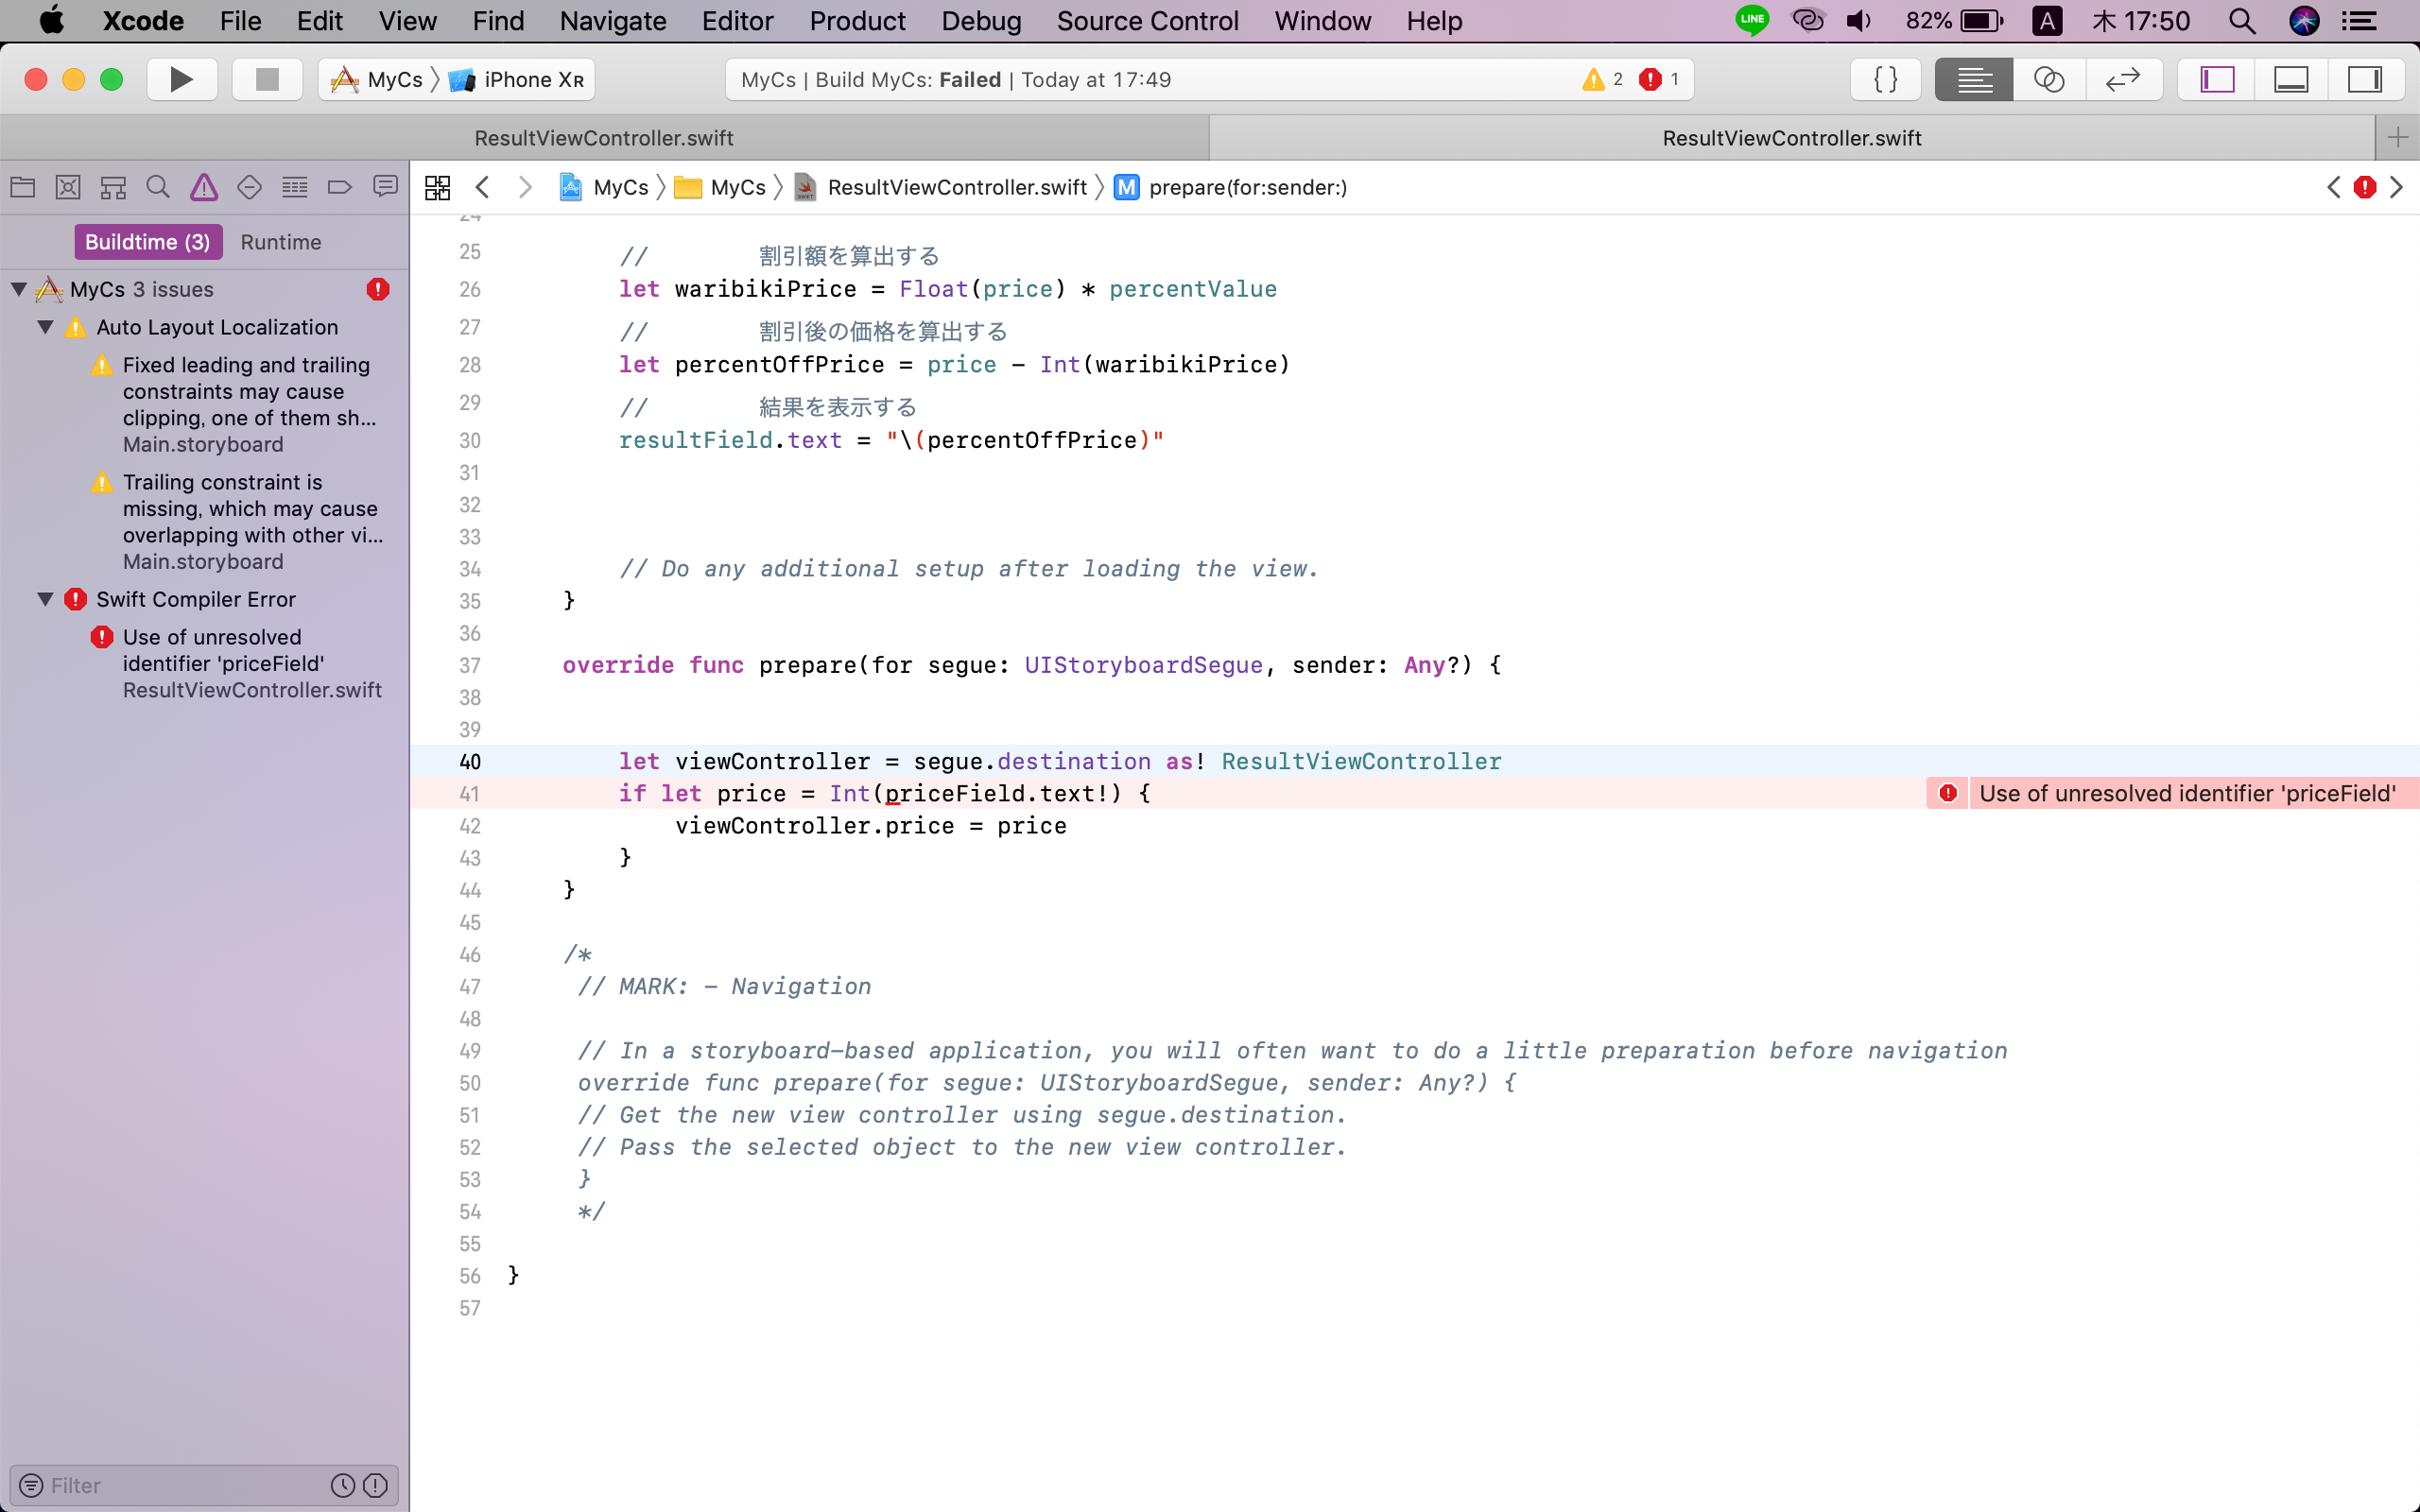 Xcode File Edit View Find Navigate Editor Product Debug Source Control Window Help LINE 82% A 木 17:50
MyCs 〉 iPhone XR MyCs | Build MyCs: Failed | Today at 17:49 2 1 {}
ResultViewController.swift ResultViewController.swift
MyCs 〉 MyCs 〉 ResultViewController.swift 〉 M prepare(for:sender:)
Buildtime (3) Runtime
MyCs 3 issues
Auto Layout Localization
Fixed leading and trailing
constraints may cause
clipping, one of them sh...
Main.storyboard
Trailing constraint is
missing, which may cause
overlapping with other vi...
Main.storyboard
Swift Compiler Error
Use of unresolved
identifier 'priceField'
ResultViewController.swift
Filter
24
25 // 割引額を算出する
26 let waribikiPrice = Float(price) * percentValue
27 // 割引後の価格を算出する
28 let percentOffPrice = price - Int(waribikiPrice)
29 // 結果を表示する
30 resultField.text = "\(percentOffPrice)"
31
32
33
34 // Do any additional setup after loading the view.
35 }
36
37 override func prepare(for segue: UIStoryboardSegue, sender: Any?) {
38
39
40 let viewController = segue.destination as! ResultViewController
41 if let price = Int(priceField.text!) { Use of unresolved identifier 'priceField'
42 viewController.price = price
43 }
44 }
45
46 /*
47 // MARK: - Navigation
48
49 // In a storyboard-based application, you will often want to do a little preparation before navigation
50 override func prepare(for segue: UIStoryboardSegue, sender: Any?) {
51 // Get the new view controller using segue.destination.
52 // Pass the selected object to the new view controller.
53 }
54 */
55
56 }
57